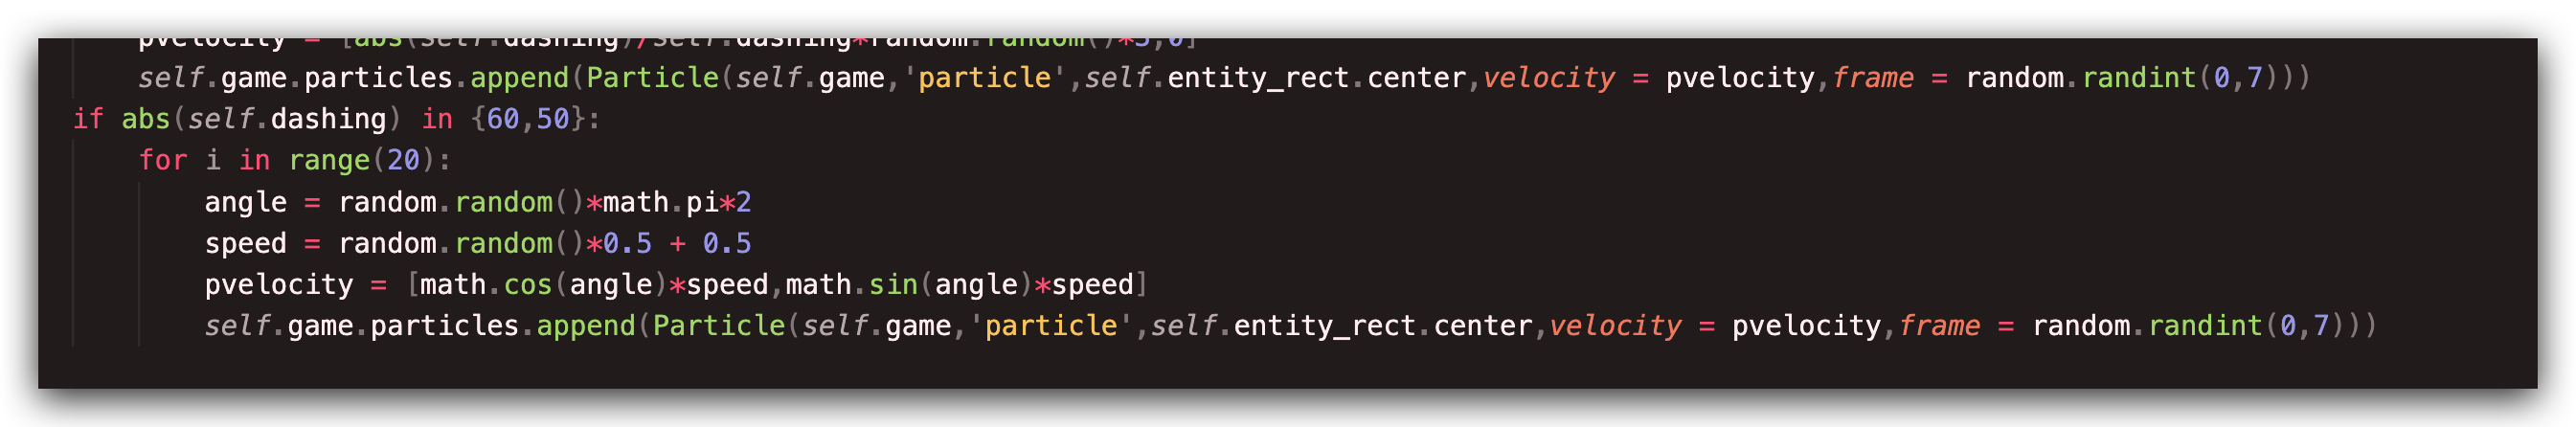 pvelocity = [abs(self.dashing)/self.dashing*random.random()*3,0]
self.game.particles.append(Particle(self.game,'particle',self.entity_rect.center,velocity = pvelocity,frame = random.randint(0,7)))
if abs(self.dashing) in {60,50}:
for i in range(20):
angle = random.random()*math.pi*2
speed = random.random()*0.5 + 0.5
pvelocity = [math.cos(angle)*speed,math.sin(angle)*speed]
self.game.particles.append(Particle(self.game,'particle',self.entity_rect.center,velocity = pvelocity,frame = random.randint(0,7)))